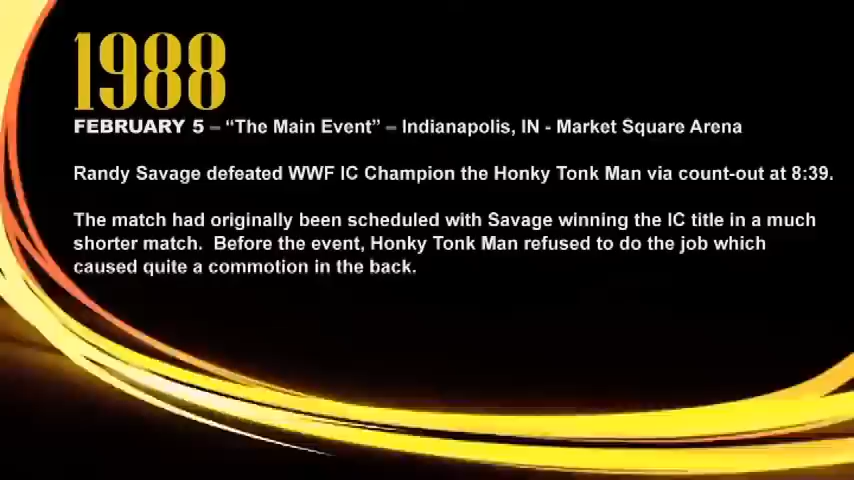 1988
FEBRUARY 5 – “The Main Event” – Indianapolis, IN - Market Square Arena
Randy Savage defeated WWF IC Champion the Honky Tonk Man via count-out at 8:39.
The match had originally been scheduled with Savage winning the IC title in a much
shorter match.  Before the event, Honky Tonk Man refused to do the job which
caused quite a commotion in the back.